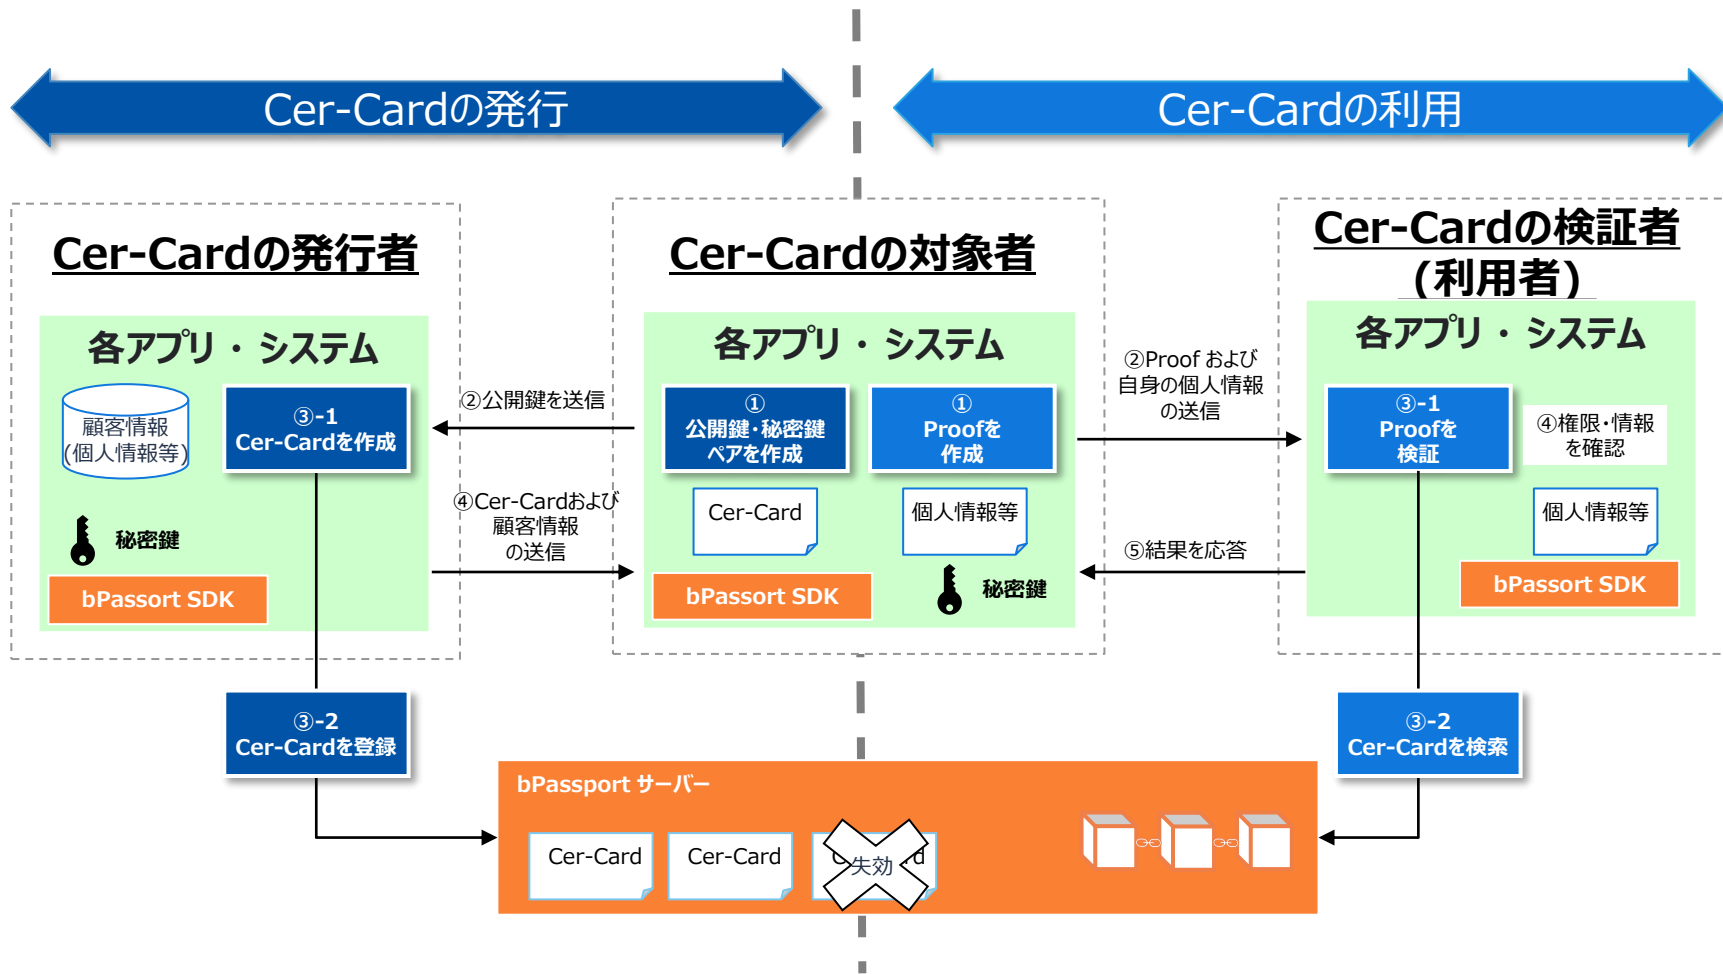 Cer-Cardの発行
Cer-Cardの利用
Cer-Cardの発行者
各アプリ・システム
顧客情報
(個人情報等)
③-1
Cer-Cardを作成
秘密鍵
bPassort SDK
②公開鍵を送信
④Cer-Cardおよび
顧客情報
の送信
Cer-Cardの対象者
各アプリ・システム
①
公開鍵・秘密鍵
ペアを作成
①
Proofを
作成
Cer-Card
個人情報等
bPassort SDK
秘密鍵
②Proof および
自身の個人情報
の送信
⑤結果を応答
Cer-Cardの検証者
(利用者)
各アプリ・システム
③-1
Proofを
検証
④権限・情報
を確認
個人情報等
bPassort SDK
③-2
Cer-Cardを登録
③-2
Cer-Cardを検索
bPassport サーバー
Cer-Card
Cer-Card
失効